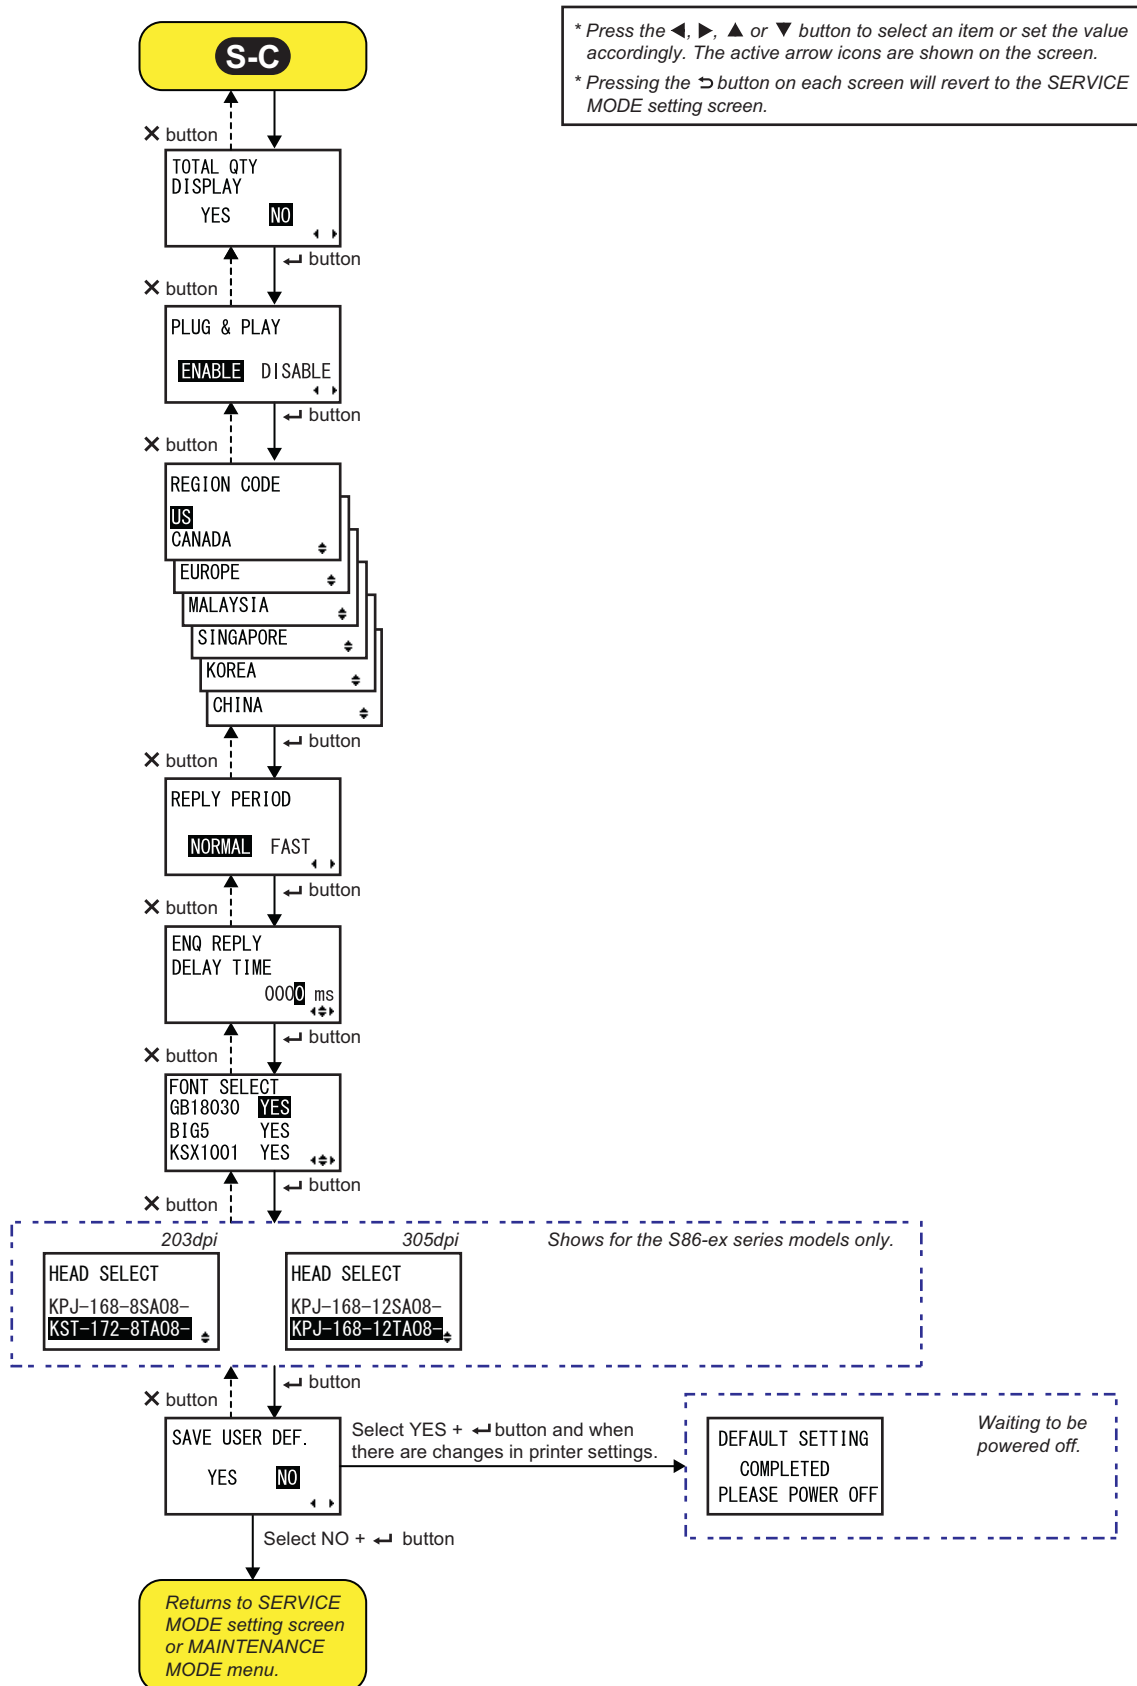 * Press the ◀, ▶, ▲ or ▼ button to select an item or set the value
accordingly. The active arrow icons are shown on the screen.
* Pressing the ⮌ button on each screen will revert to the SERVICE
MODE setting screen.
S-C
✕ button
TOTAL QTY
DISPLAY
YES NO
↵ button
✕ button
PLUG & PLAY
ENABLE DISABLE
↵ button
✕ button
REGION CODE
US
CANADA
EUROPE
MALAYSIA
SINGAPORE
KOREA
CHINA
↵ button
✕ button
REPLY PERIOD
NORMAL FAST
↵ button
✕ button
ENQ REPLY
DELAY TIME
0000 ms
↵ button
✕ button
FONT SELECT
GB18030 YES
BIG5 YES
KSX1001 YES
↵ button
✕ button
203dpi
305dpi
Shows for the S86-ex series models only.
HEAD SELECT
KPJ-168-8SA08-
KST-172-8TA08-
HEAD SELECT
KPJ-168-12SA08-
KPJ-168-12TA08-
↵ button
✕ button
SAVE USER DEF.
YES NO
Select YES + ↵ button and when
there are changes in printer settings.
DEFAULT SETTING
COMPLETED
PLEASE POWER OFF
Waiting to be
powered off.
Select NO + ↵ button
Returns to SERVICE
MODE setting screen
or MAINTENANCE
MODE menu.